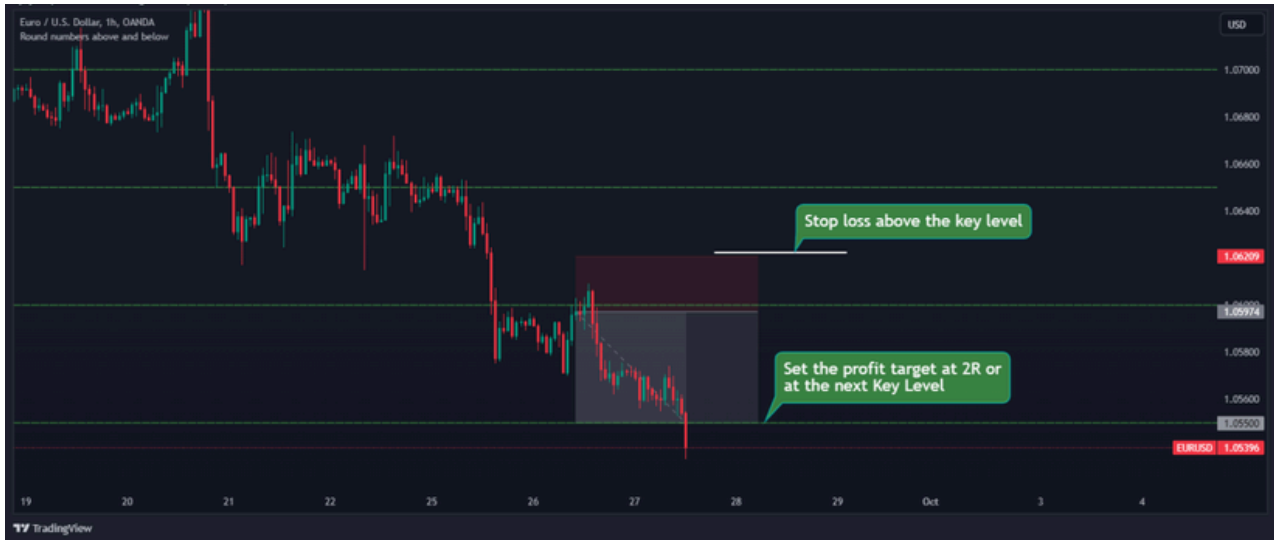 Euro / U.S. Dollar, 1h, OANDA
Round numbers above and below
USD
1.07000
1.06800
1.06600
1.06400
Stop loss above the key level
1.06209
1.05974
1.05800
Set the profit target at 2R or
at the next Key Level
1.05600
1.05500
EURUSD 1.05396
19 20 21 22 25 26 27 28 29 Oct 3 4
TradingView